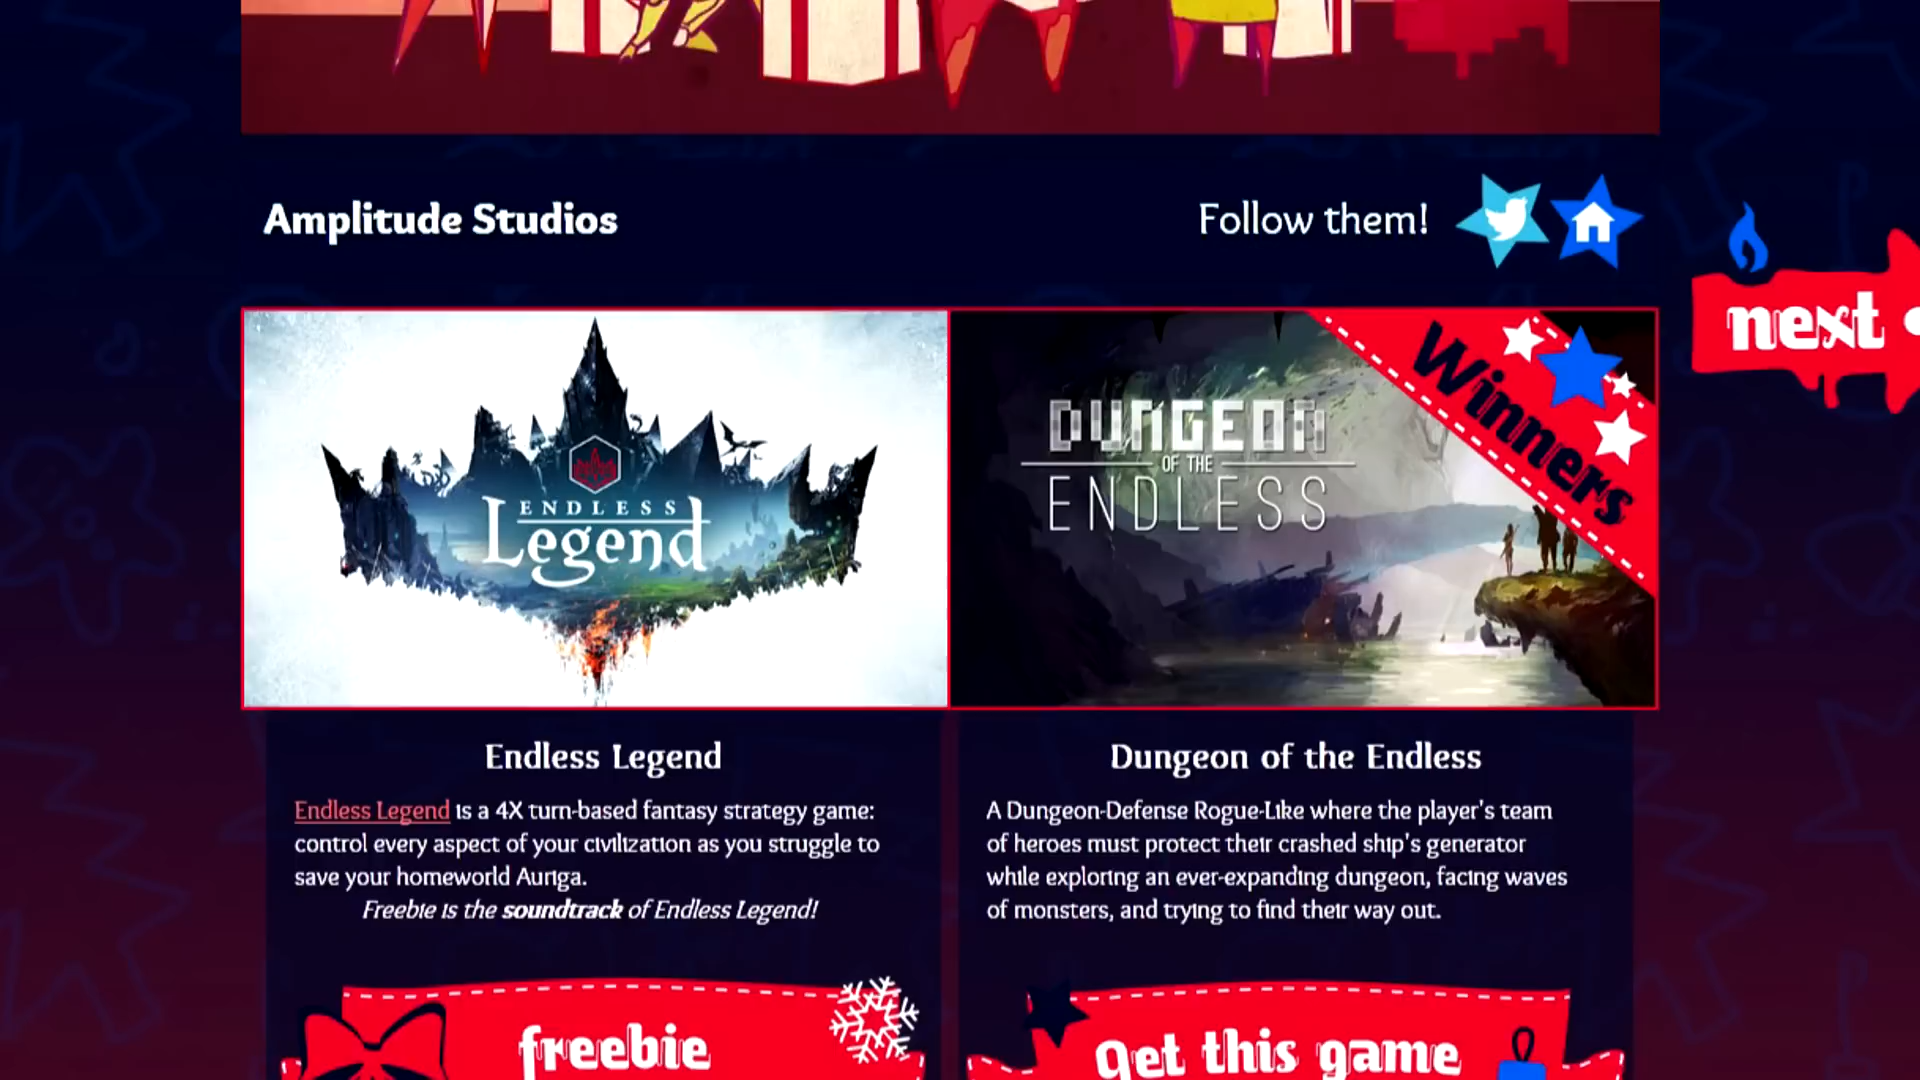 Amplitude Studios
Follow them!
next
ENDLESS
Legend
DUNGEON
OF THE
ENDLESS
Winners
Endless Legend
Endless Legend is a 4X turn-based fantasy strategy game:
control every aspect of your civilization as you struggle to
save your homeworld Auriga.
Freebie is the soundtrack of Endless Legend!
freebie
Dungeon of the Endless
A Dungeon-Defense Rogue-Like where the player's team
of heroes must protect their crashed ship's generator
while exploring an ever-expanding dungeon, facing waves
of monsters, and trying to find their way out.
Get this game